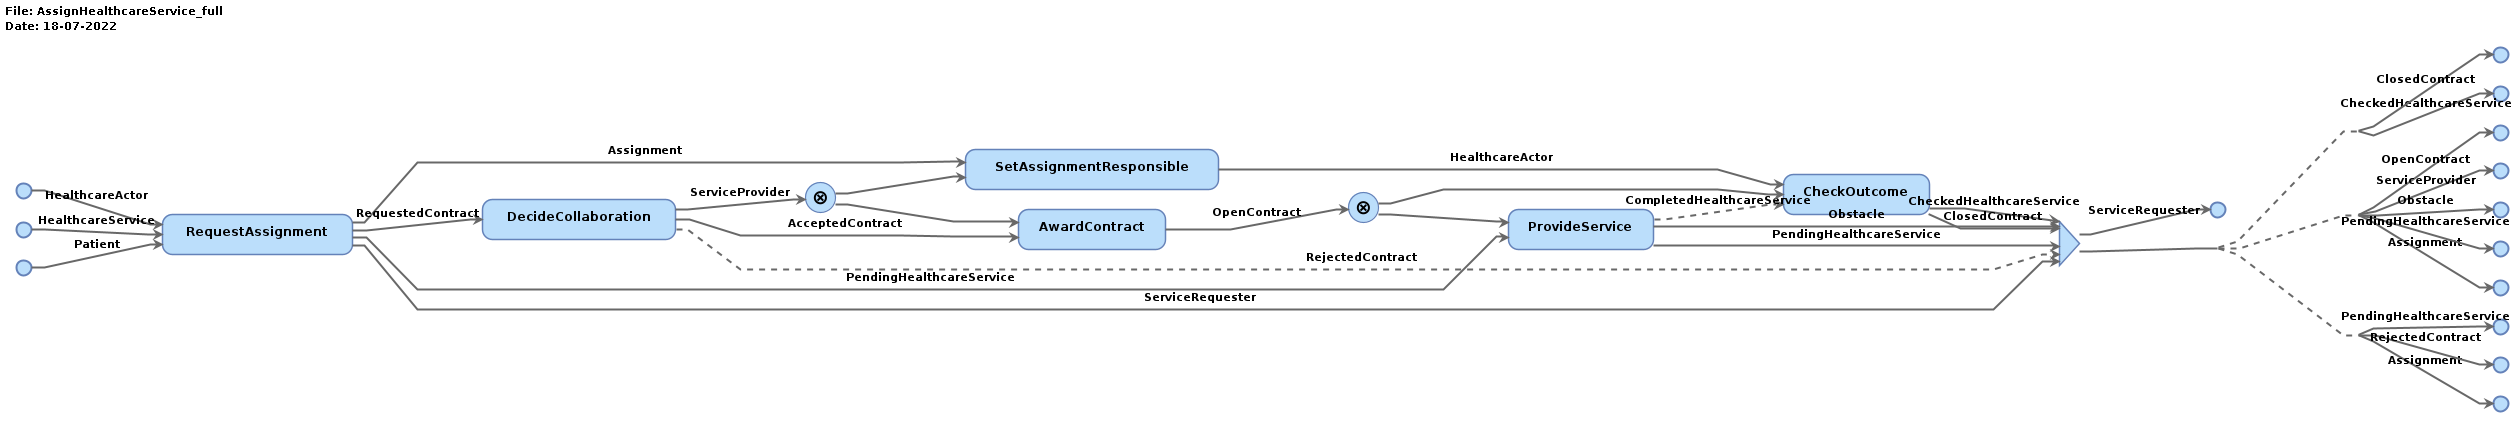 File: AssignHealthcareService_full
Date: 18-07-2022
HealthcareActor
HealthcareService
Patient
RequestAssignment
Assignment
RequestedContract
DecideCollaboration
ServiceProvider
⊗
AcceptedContract
SetAssignmentResponsible
AwardContract
OpenContract
PendingHealthcareService
ServiceRequester
RejectedContract
HealthcareActor
⊗
ProvideService
CompletedHealthcareService
CheckOutcome
Obstacle
PendingHealthcareService
CheckedHealthcareService
ClosedContract
ServiceRequester
ClosedContract
CheckedHealthcareService
OpenContract
ServiceProvider
Obstacle
PendingHealthcareService
Assignment
PendingHealthcareService
RejectedContract
Assignment